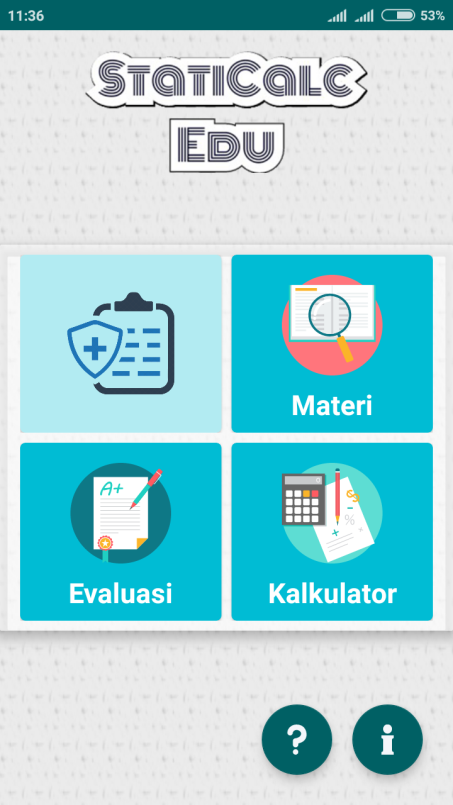 11:36
53%
StatiCalc
Edu
Materi
A+
Evaluasi
Kalkulator
%
?
i